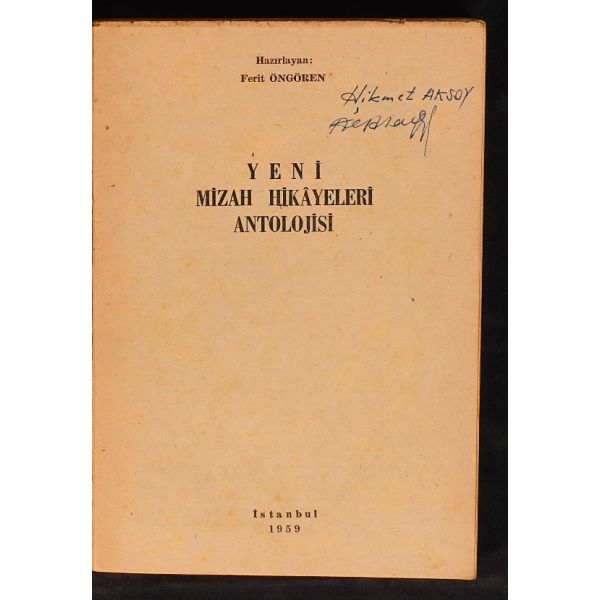 Hazırlayan:
Ferit ÖNGÖREN
Hikmet AKSOY
YENİ
MİZAH HİKÂYELERİ
ANTOLOJİSİ
İstanbul
1959